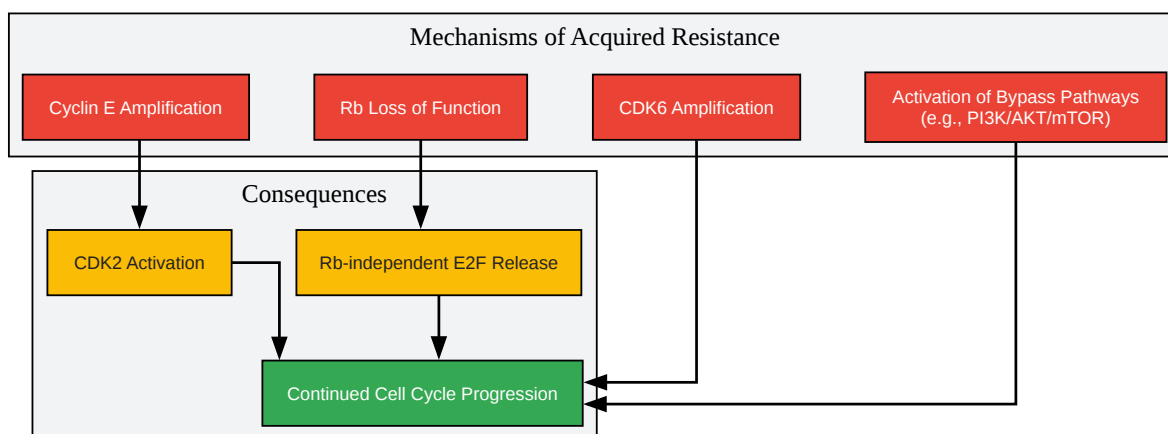 Mechanisms of Acquired Resistance
Cyclin E Amplification
Rb Loss of Function
CDK6 Amplification
Activation of Bypass Pathways
(e.g., PI3K/AKT/mTOR)
Consequences
CDK2 Activation
Rb-independent E2F Release
Continued Cell Cycle Progression